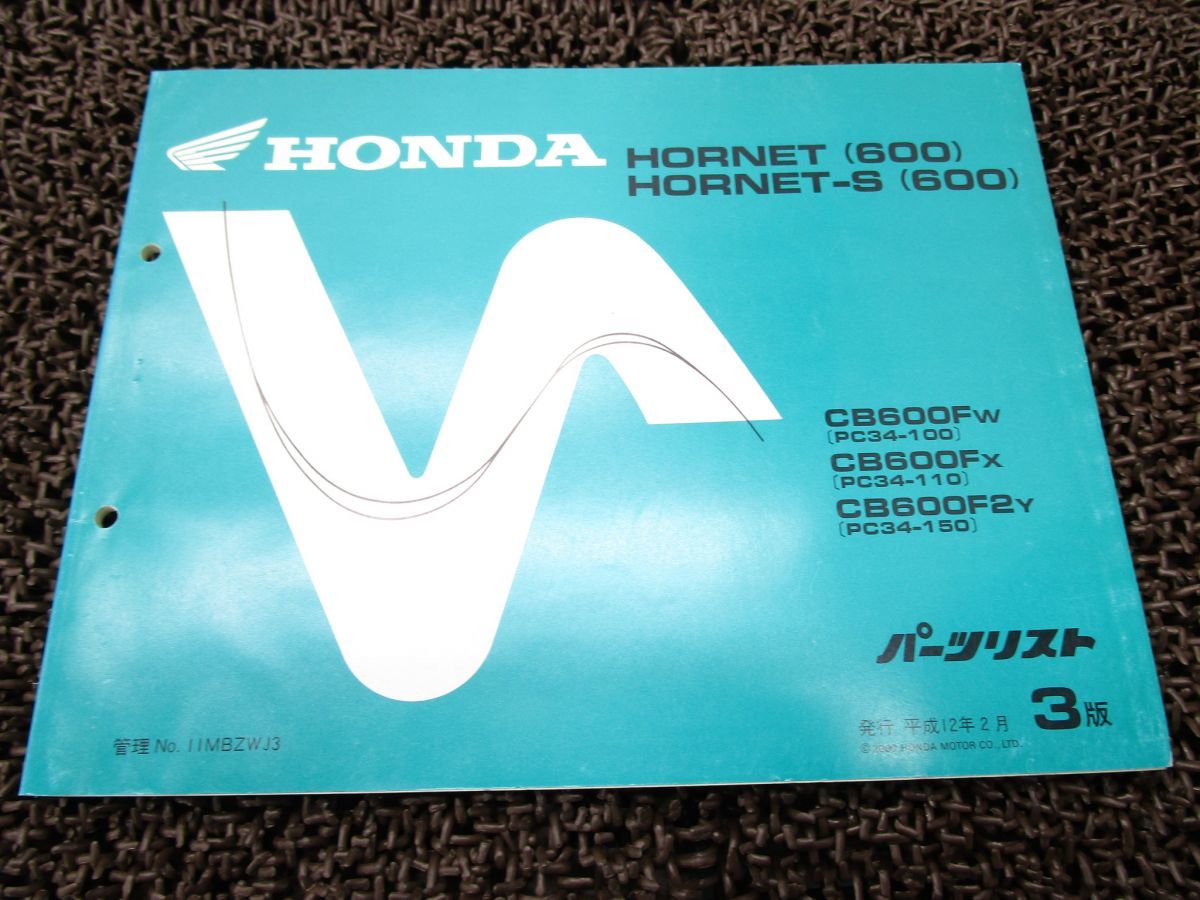 HONDA
HORNET (600)
HORNET-S (600)
CB600FW
〔PC34-100〕
CB600FX
〔PC34-110〕
CB600F2Y
〔PC34-150〕
パーツリスト
発行 平成12年2月 3版
© 2000 HONDA MOTOR CO., LTD.
管理 No. 11MBZWJ3